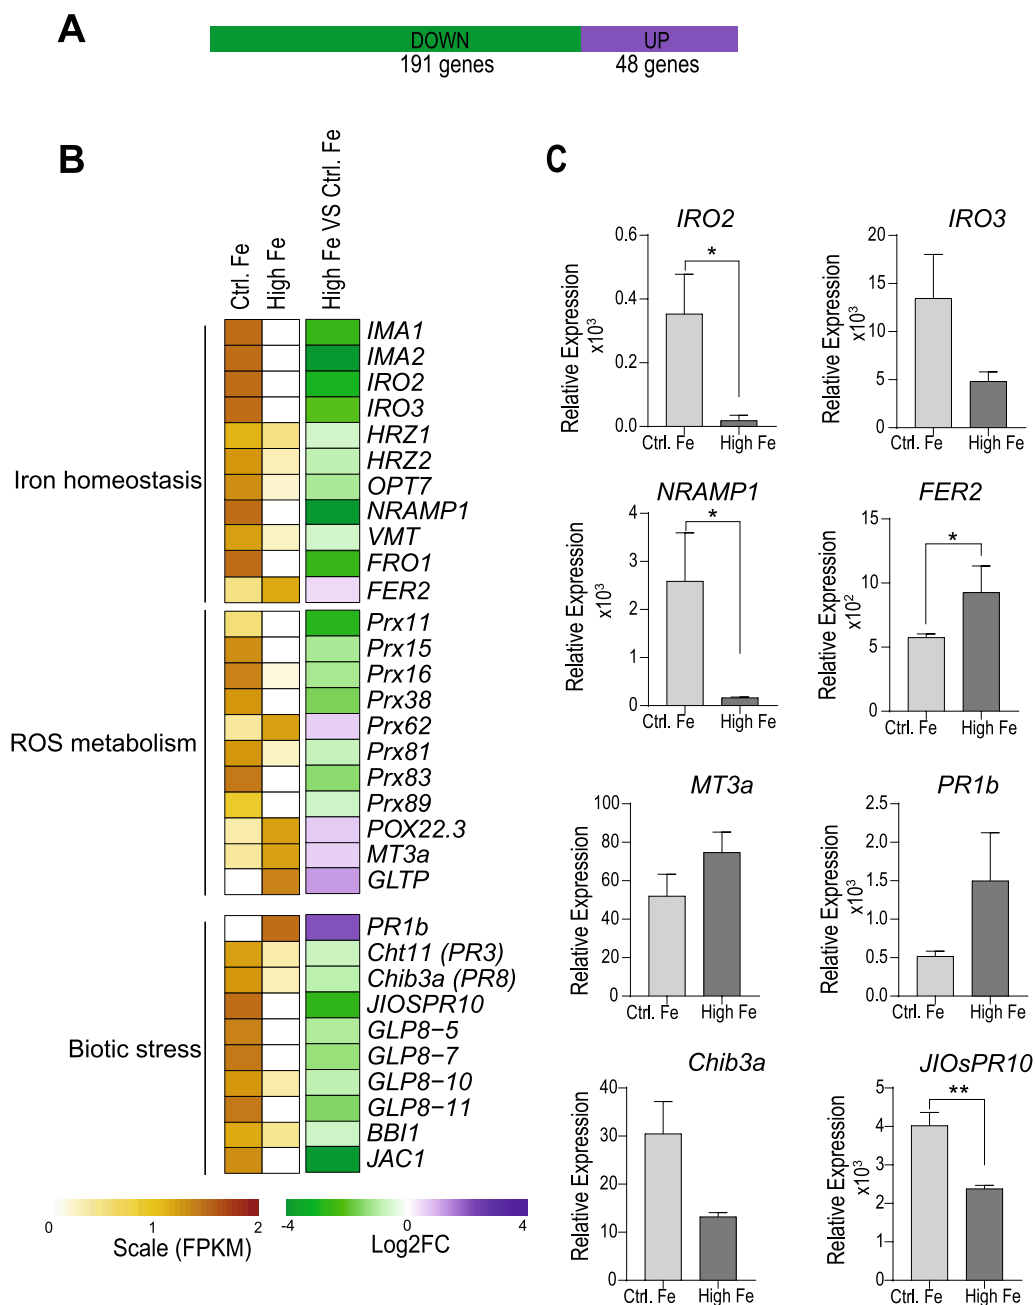 A
DOWN
UP
191 genes
48 genes
B
Ctrl. Fe
High Fe
High Fe VS Ctrl. Fe
Iron homeostasis
IMA1
IMA2
IRO2
IRO3
HRZ1
HRZ2
OPT7
NRAMP1
VMT
FRO1
FER2
ROS metabolism
Prx11
Prx15
Prx16
Prx38
Prx62
Prx81
Prx83
Prx89
POX22.3
MT3a
GLTP
Biotic stress
PR1b
Cht11 (PR3)
Chib3a (PR8)
JIOSPR10
GLP8−5
GLP8−7
GLP8−10
GLP8−11
BBI1
JAC1
0 1 2
Scale (FPKM)
-4 0 4
Log2FC
C
IRO2
Relative Expression
x10³
0.6
0.4
0.2
0.0
*
Ctrl. Fe High Fe
IRO3
Relative Expression
x10³
20
15
10
5
0
Ctrl. Fe High Fe
NRAMP1
Relative Expression
x10³
4
3
2
1
0
*
Ctrl. Fe High Fe
FER2
Relative Expression
x10²
15
10
5
0
*
Ctrl. Fe High Fe
MT3a
Relative Expression
100
80
60
40
20
0
Ctrl. Fe High Fe
PR1b
Relative Expression
x10³
2.5
2.0
1.5
1.0
0.5
0.0
Ctrl. Fe High Fe
Chib3a
Relative Expression
40
30
20
10
0
Ctrl. Fe High Fe
JIOsPR10
Relative Expression
x10³
5
4
3
2
1
0
**
Ctrl. Fe High Fe